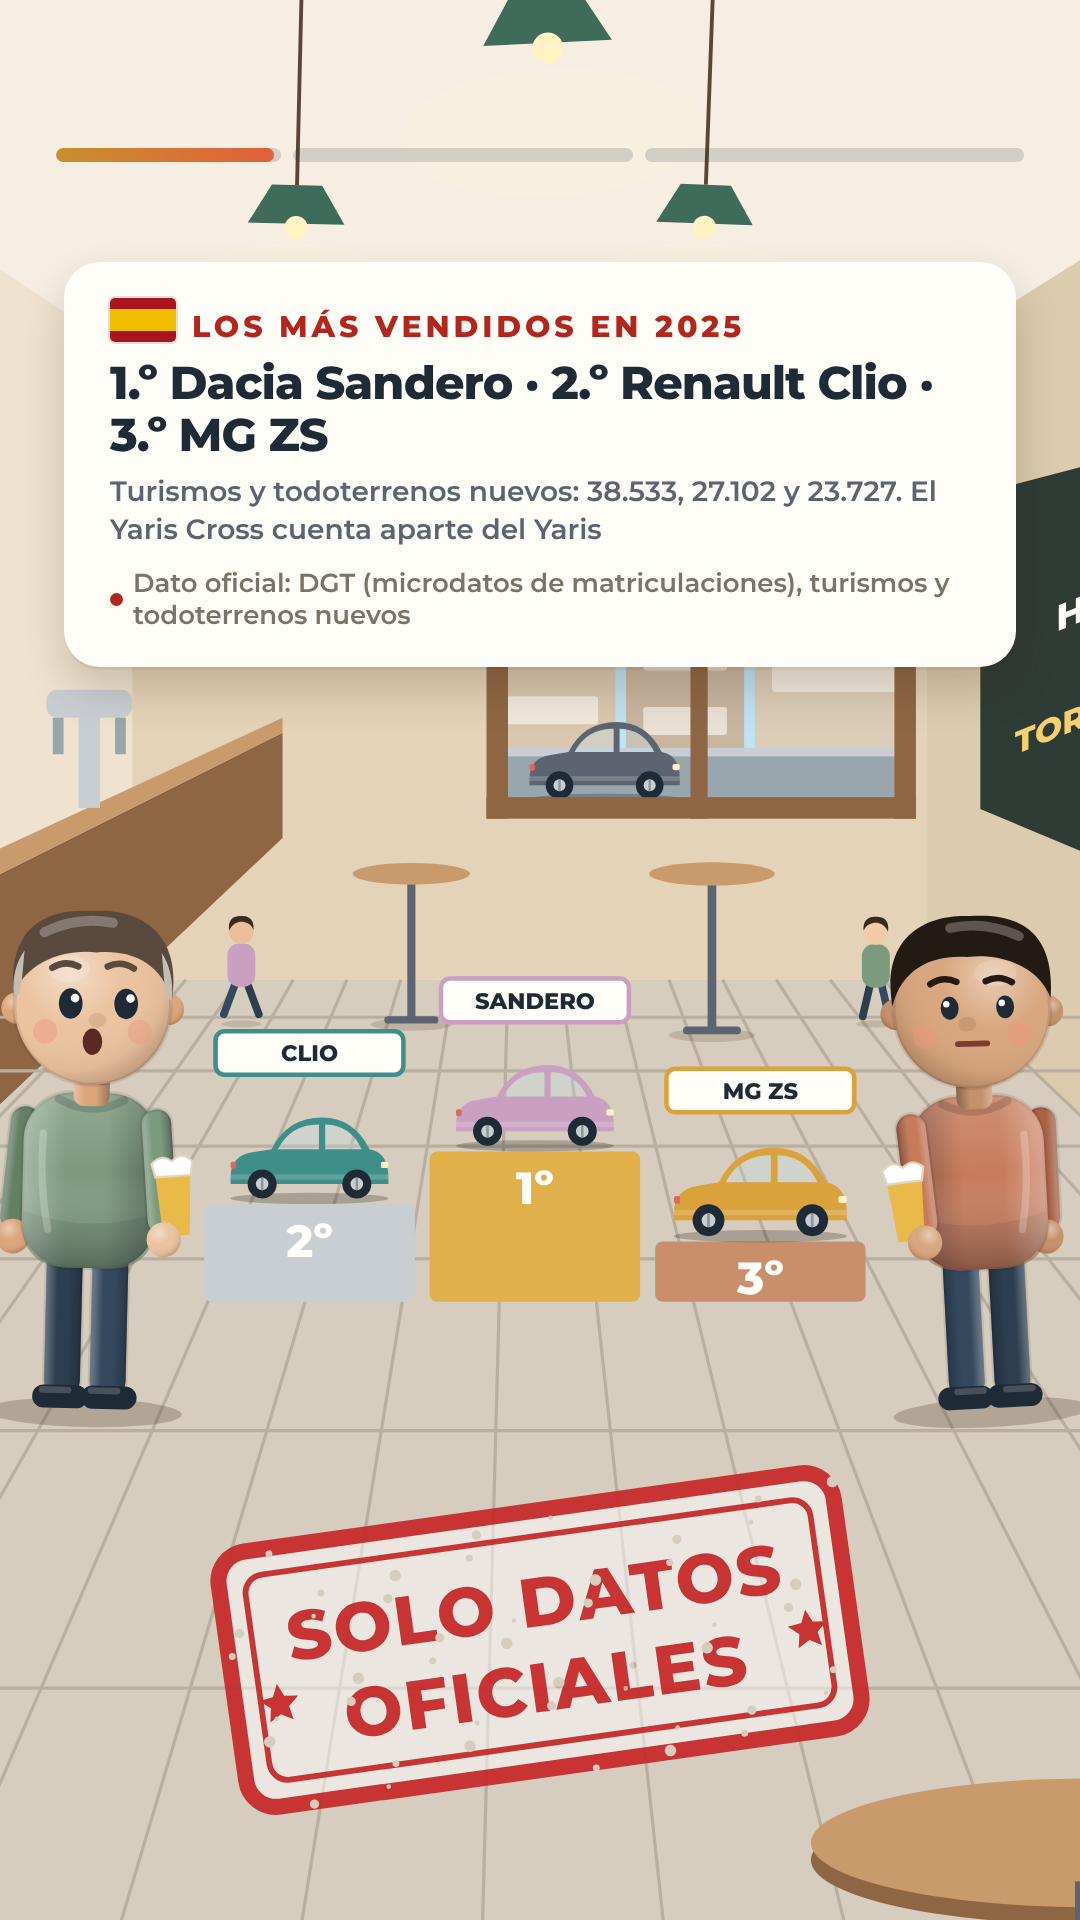 LOS MÁS VENDIDOS EN 2025
1.º Dacia Sandero · 2.º Renault Clio ·
3.º MG ZS
Turismos y todoterrenos nuevos: 38.533, 27.102 y 23.727. El
Yaris Cross cuenta aparte del Yaris
Dato oficial: DGT (microdatos de matriculaciones), turismos y
todoterrenos nuevos
H
TOR
SANDERO
CLIO
MG ZS
1º
2º
3º
SOLO DATOS
OFICIALES